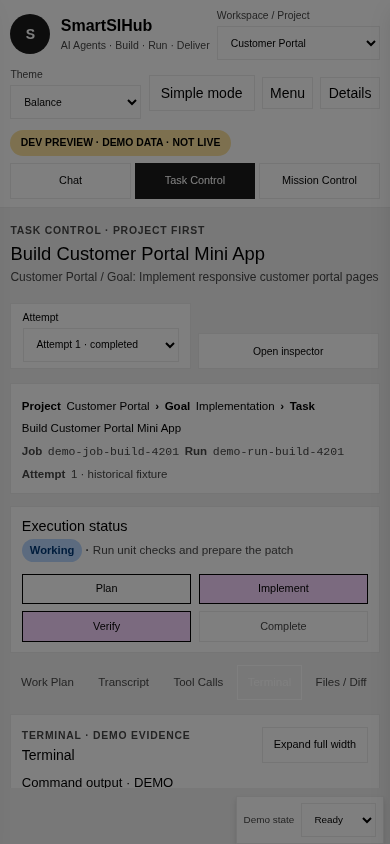 S
SmartSIHub
AI Agents · Build · Run · Deliver
Workspace / Project
Customer Portal
Theme
Balance
Simple mode
Menu
Details
DEV PREVIEW · DEMO DATA · NOT LIVE
Chat
Task Control
Mission Control
TASK CONTROL · PROJECT FIRST
Build Customer Portal Mini App
Customer Portal / Goal: Implement responsive customer portal pages
Attempt
Attempt 1 · completed
Open inspector
Project Customer Portal › Goal Implementation › Task
Build Customer Portal Mini App
Job demo-job-build-4201 Run demo-run-build-4201
Attempt 1 · historical fixture
Execution status
Working · Run unit checks and prepare the patch
Plan
Implement
Verify
Complete
Work Plan
Transcript
Tool Calls
Terminal
Files / Diff
TERMINAL · DEMO EVIDENCE
Terminal
Expand full width
Command output · DEMO
Demo state
Ready